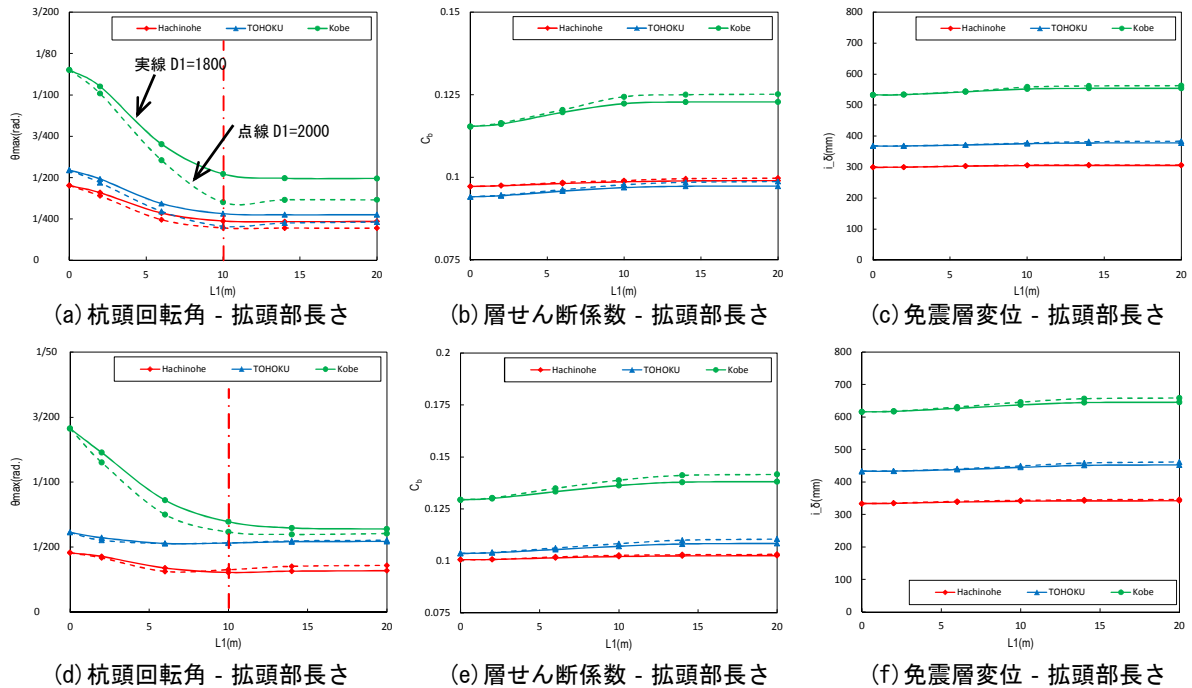 3/200
1/80
1/100
3/400
1/200
1/400
0
θmax(rad.)
Hachinohe TOHOKU Kobe
実線 D1=1800
点線 D1=2000
0 5 10 15 20
L1(m)
(a) 杭頭回転角 - 拡頭部長さ
0.15
0.125
0.1
0.075
C_b
Hachinohe TOHOKU Kobe
0 5 10 15 20
L1(m)
(b) 層せん断係数 - 拡頭部長さ
800
700
600
500
400
300
200
100
0
i_δ(mm)
Hachinohe TOHOKU Kobe
0 5 10 15 20
L1(m)
(c) 免震層変位 - 拡頭部長さ
1/50
3/200
1/100
1/200
0
θmax(rad.)
Hachinohe TOHOKU Kobe
0 5 10 15 20
L1(m)
(d) 杭頭回転角 - 拡頭部長さ
0.2
0.175
0.15
0.125
0.1
0.075
C_b
Hachinohe TOHOKU Kobe
0 5 10 15 20
L1(m)
(e) 層せん断係数 - 拡頭部長さ
800
700
600
500
400
300
200
100
0
i_δ(mm)
Hachinohe TOHOKU Kobe
0 5 10 15 20
L1(m)
(f) 免震層変位 - 拡頭部長さ